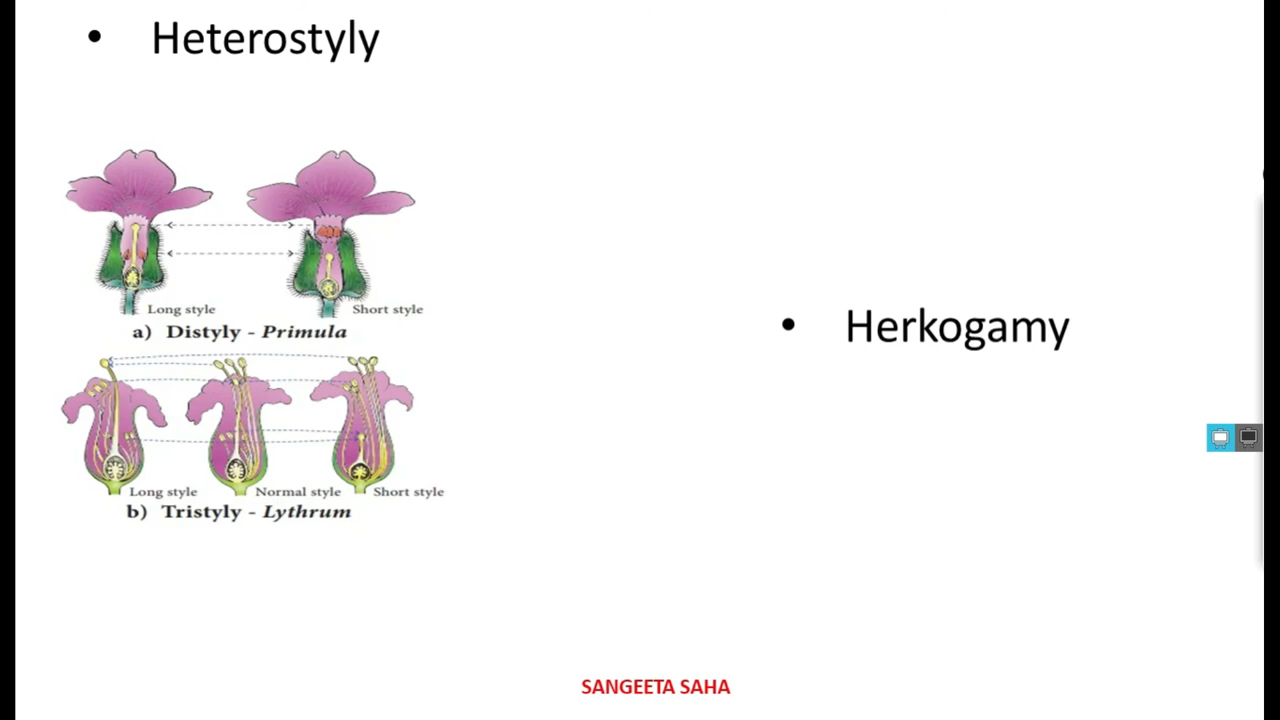 • Heterostyly
Long style
Short style
a) Distyly - Primula
• Herkogamy
Long style
Normal style
Short style
b) Tristyly - Lythrum
SANGEETA SAHA